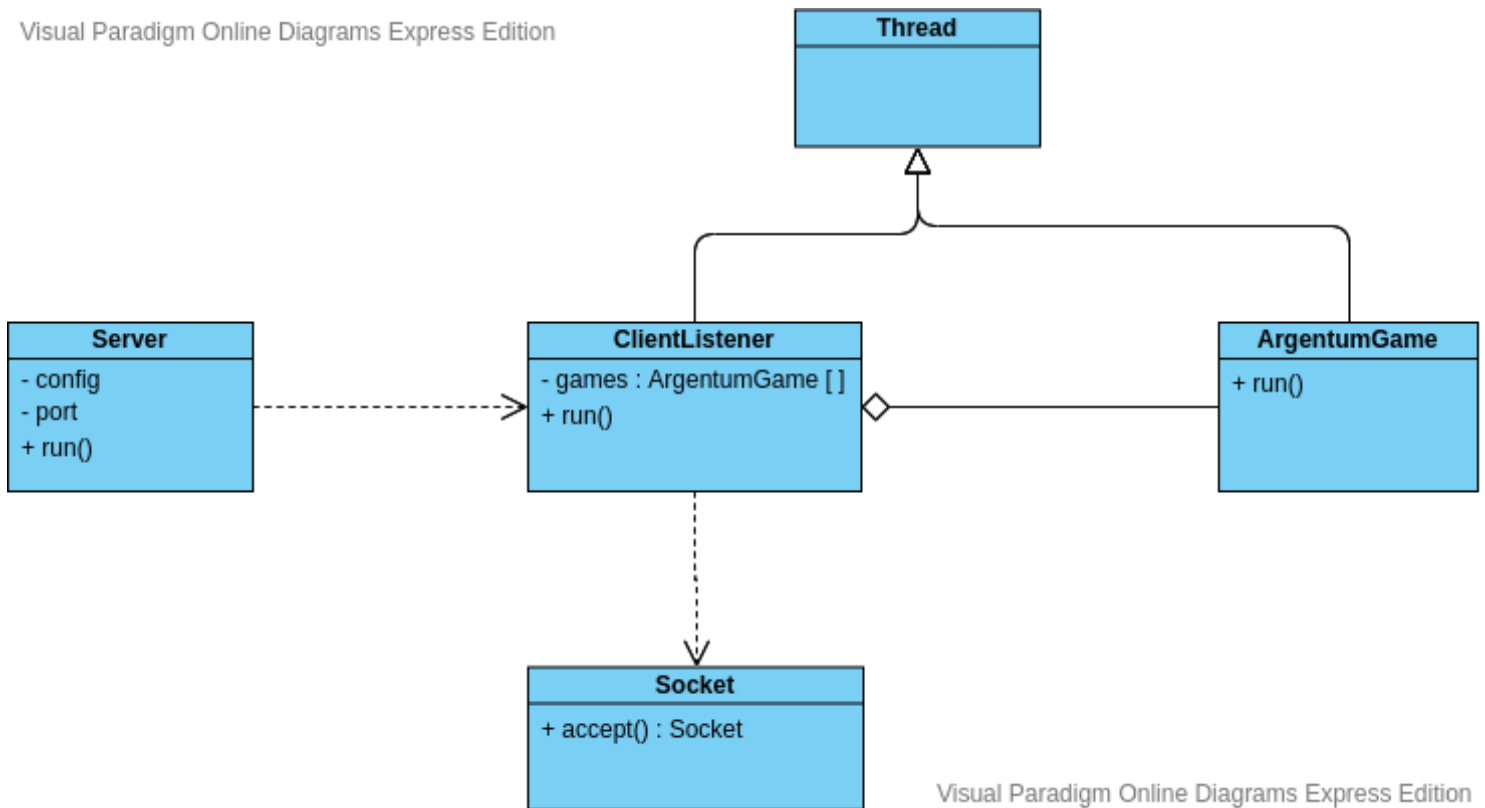 Visual Paradigm Online Diagrams Express Edition
Thread
Server
- config
- port
+ run()
ClientListener
- games : ArgentumGame [ ]
+ run()
ArgentumGame
+ run()
Socket
+ accept() : Socket
Visual Paradigm Online Diagrams Express Edition